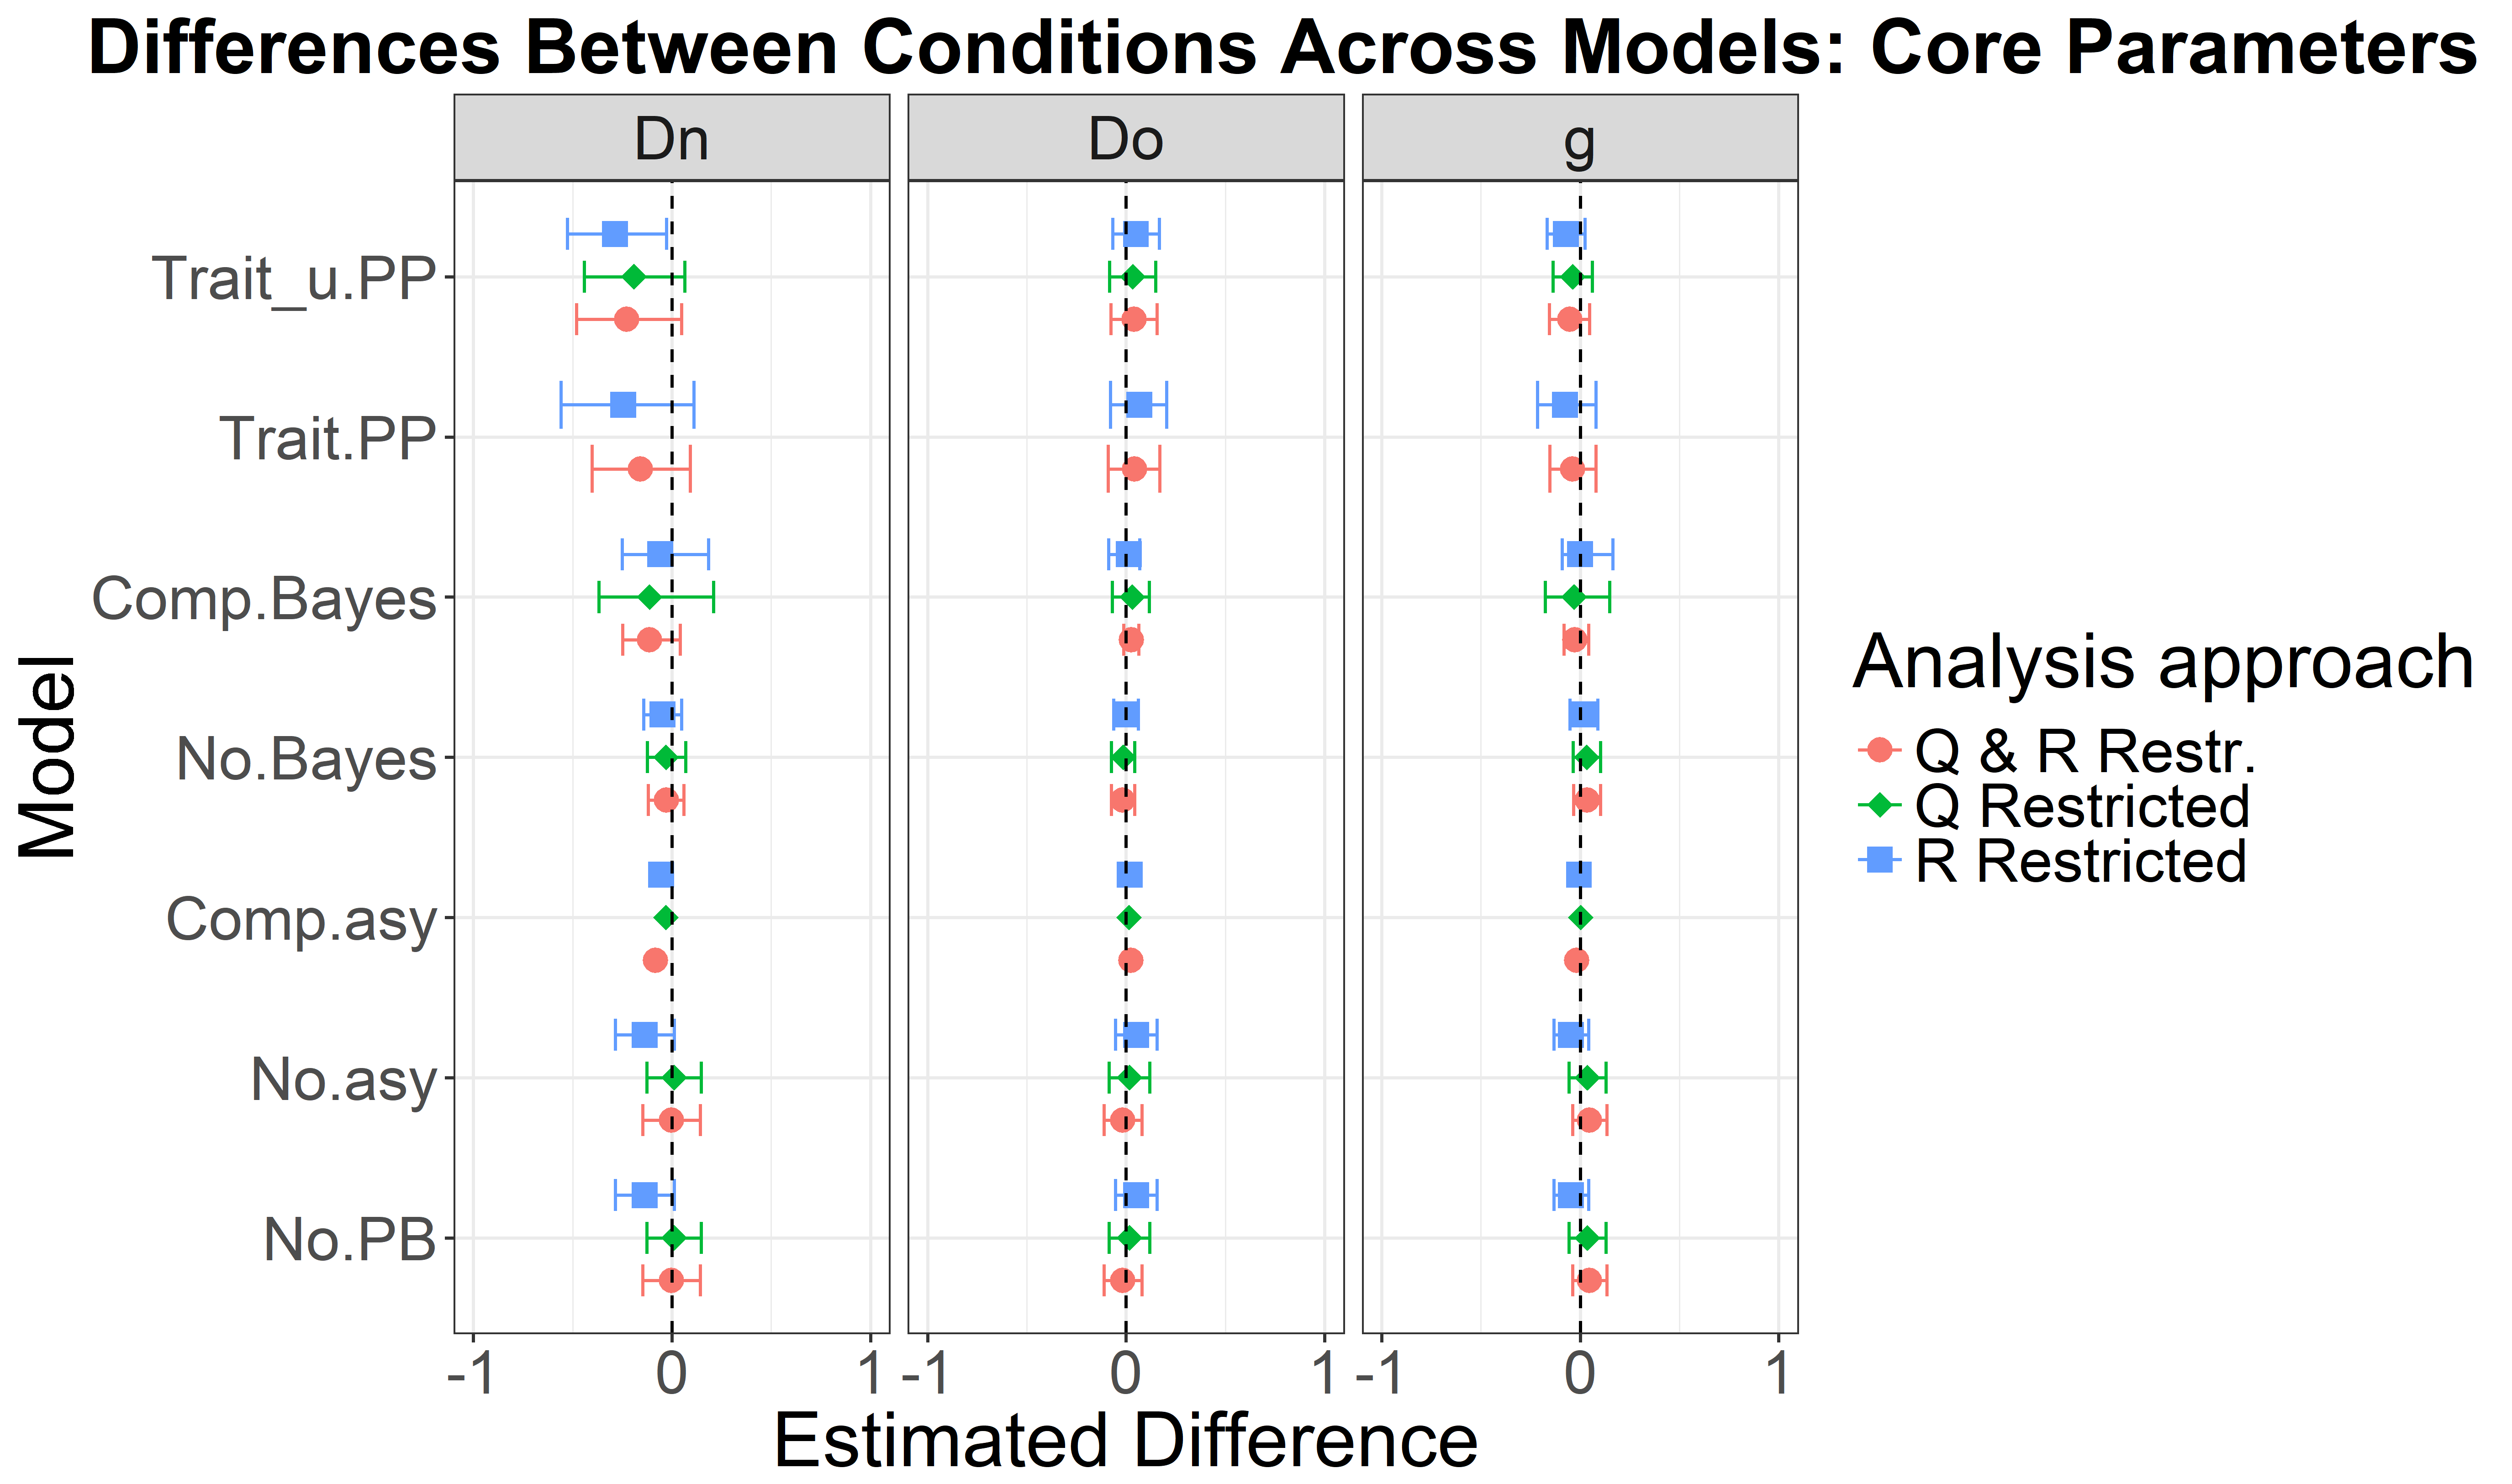 Differences Between Conditions Across Models: Core Parameters
Dn
Do
g
Trait_u.PP
Trait.PP
Comp.Bayes
No.Bayes
Comp.asy
No.asy
No.PB
Model
-1 0 1
-1 0 1
-1 0 1
Estimated Difference
Analysis approach
Q & R Restr.
Q Restricted
R Restricted